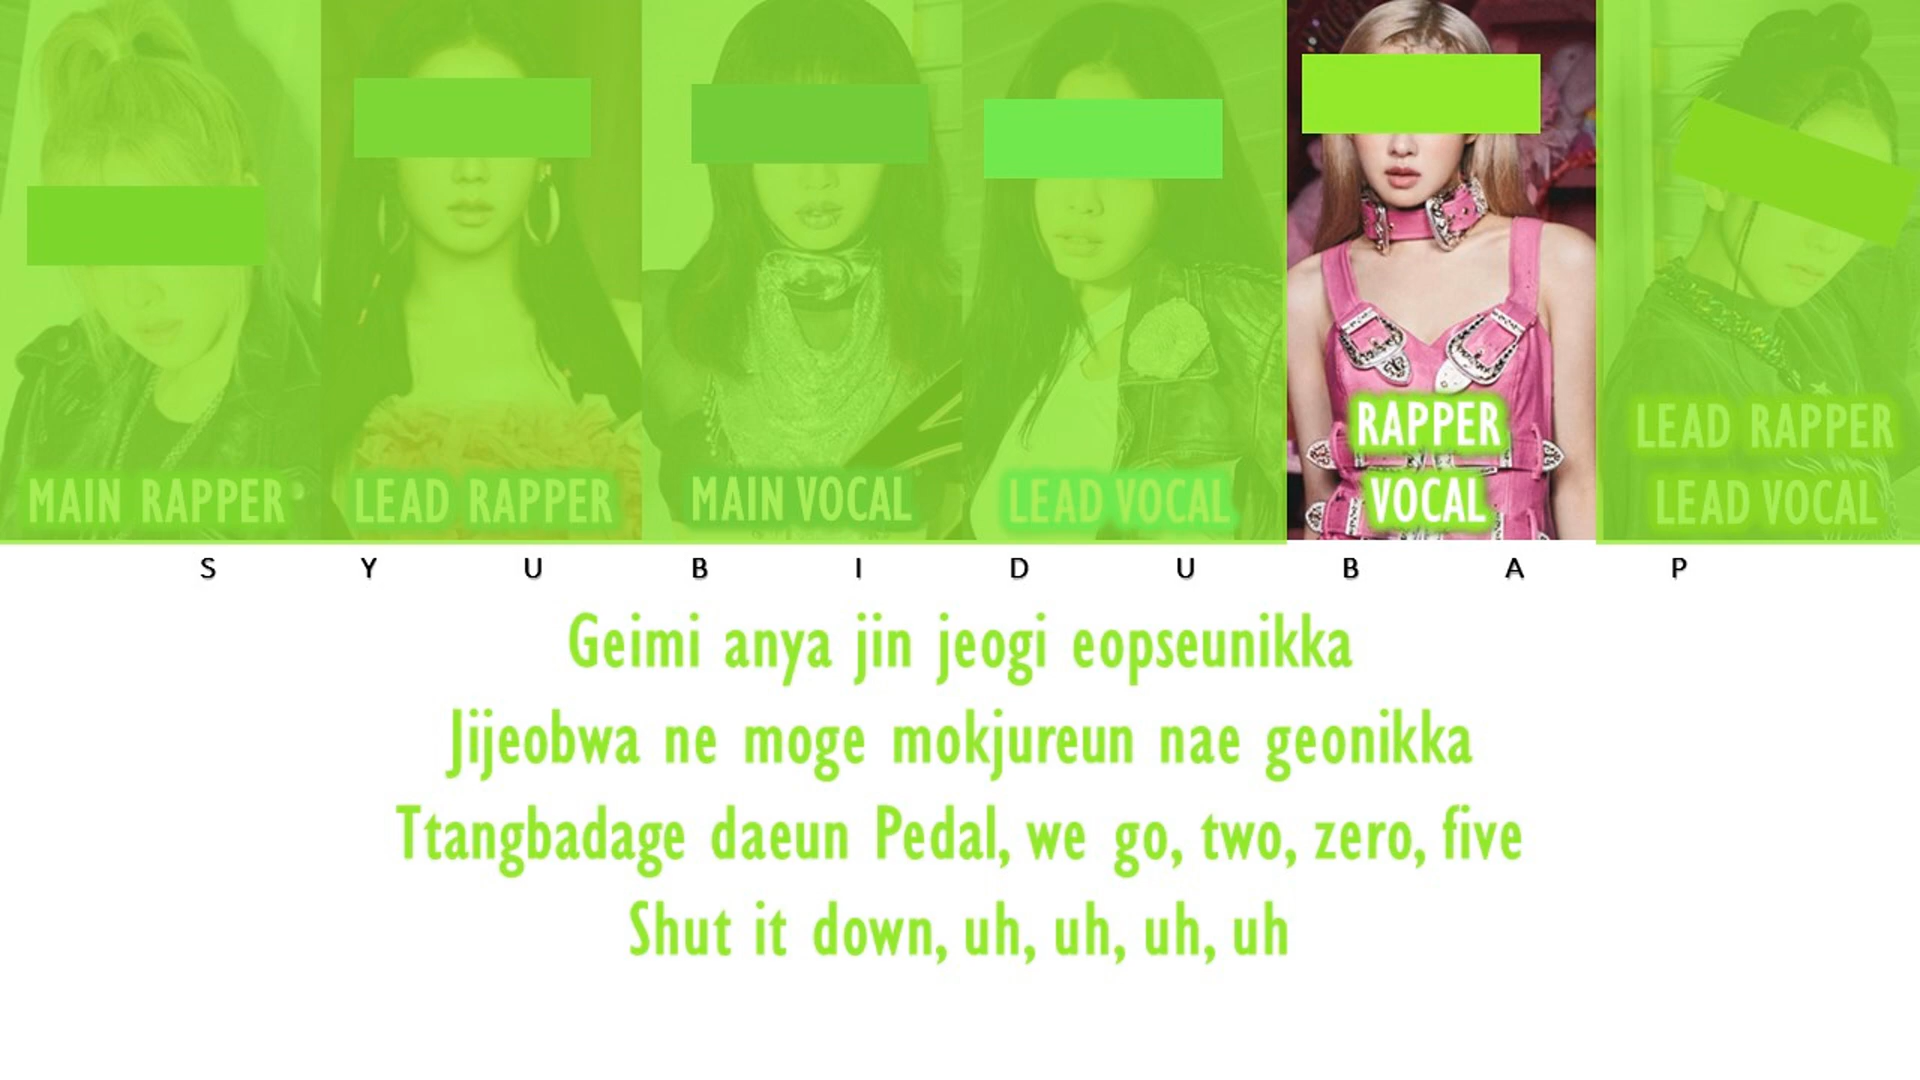 MAIN RAPPER
LEAD RAPPER
MAIN VOCAL
LEAD VOCAL
RAPPER
VOCAL
LEAD RAPPER
LEAD VOCAL
S Y U B I D U B A P
Geimi anya jin jeogi eopseunikka
Jijeobwa ne moge mokjureun nae geonikka
Ttangbadage daeun Pedal, we go, two, zero, five
Shut it down, uh, uh, uh, uh